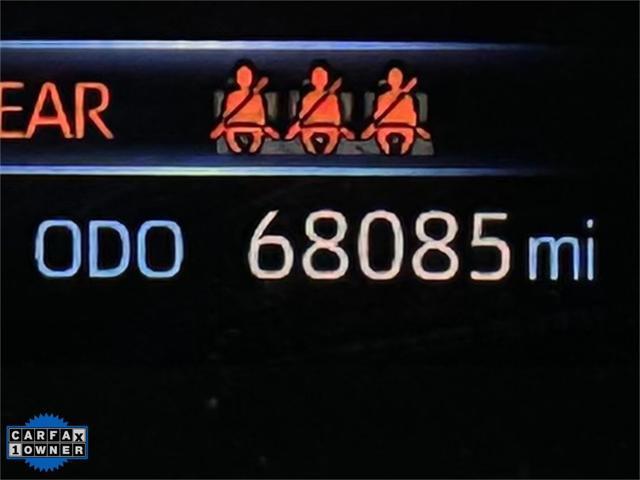 EAR
ODO 68085 mi
CARFAX
1 OWNER